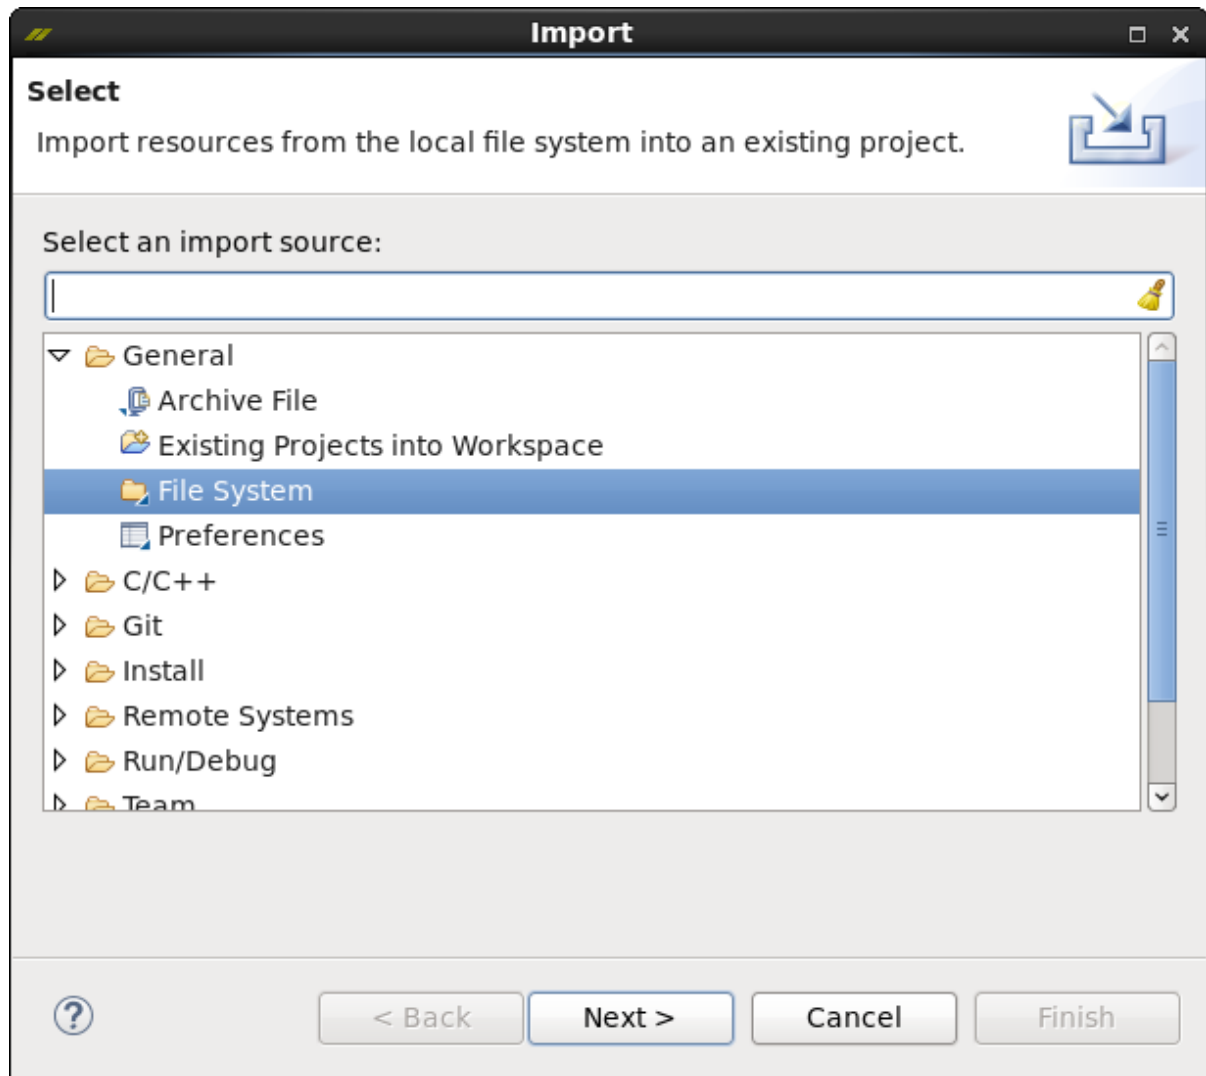 Import
Select
Import resources from the local file system into an existing project.
Select an import source:
General
Archive File
Existing Projects into Workspace
File System
Preferences
C/C++
Git
Install
Remote Systems
Run/Debug
Team
? < Back Next > Cancel Finish